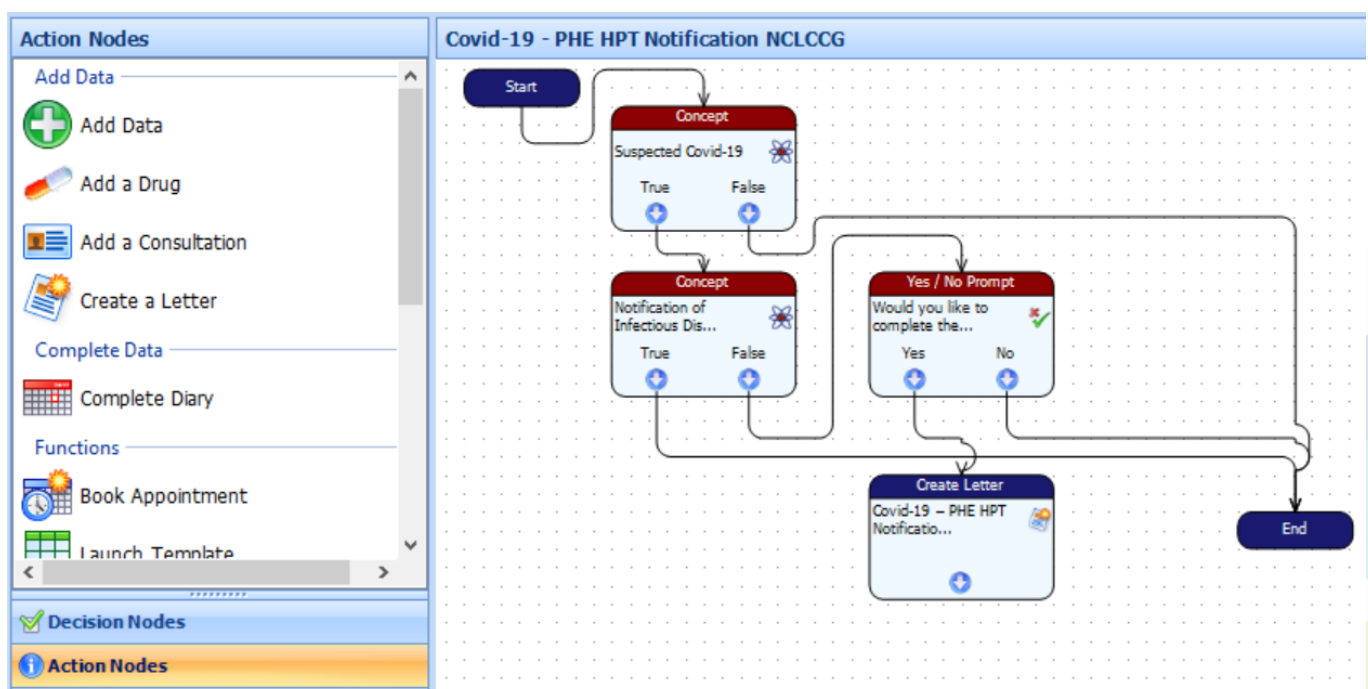 Action Nodes
Add Data
Add Data
Add a Drug
Add a Consultation
Create a Letter
Complete Data
Complete Diary
Functions
Book Appointment
Launch Template
Decision Nodes
Action Nodes
Covid-19 - PHE HPT Notification NCLCCG
Start
Concept
Suspected Covid-19
True False
Concept
Notification of
Infectious Dis...
True False
Yes / No Prompt
Would you like to
complete the...
Yes No
Create Letter
Covid-19 – PHE HPT
Notificatio...
End